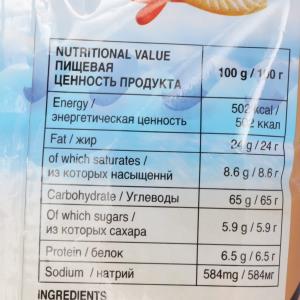 NUTRITIONAL VALUE
ПИЩЕВАЯ
ЦЕННОСТЬ ПРОДУКТА
100 g / 100 г
Energy /
энергетическая ценность
502 kcal /
502 ккал
Fat / жир
24 g / 24 г
of which saturates /
из которых насыщенний
8.6 g / 8.6 г
Carbohydrate / Углеводы
65 g / 65 г
Of which sugars /
из которых сахара
5.9 g / 5.9 г
Protein / белок
6.5 g / 6.5 г
Sodium / натрий
584mg / 584мг
INGREDIENTS